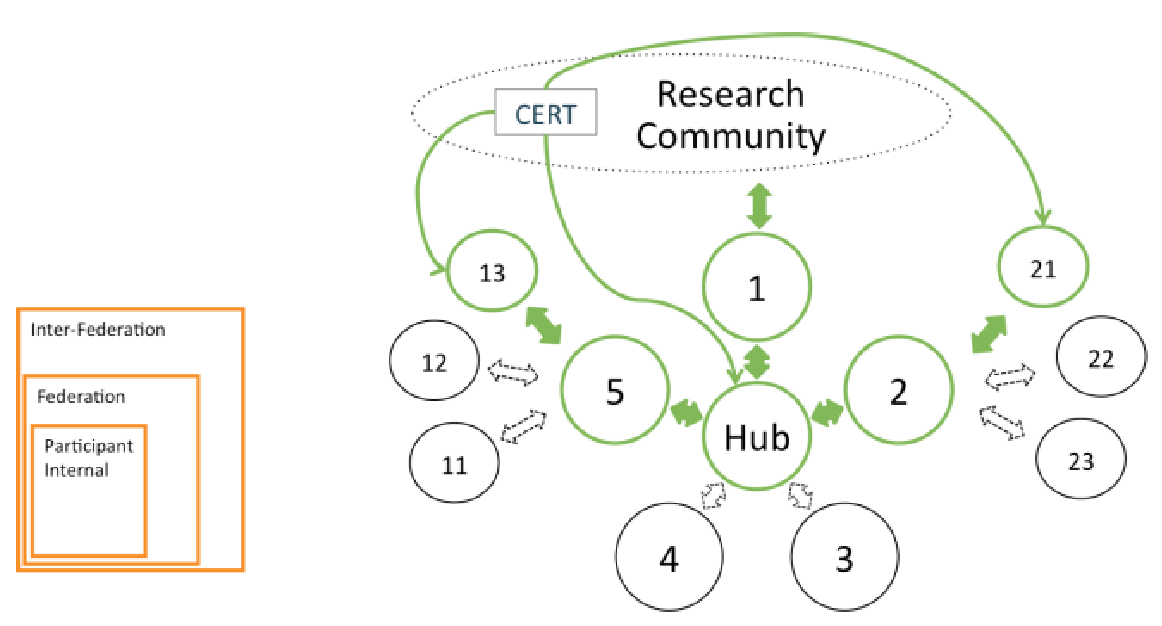 Research
Community
CERT
13
1
21
Inter-Federation
12
22
Federation
5
2
Participant
Internal
Hub
11
23
4
3